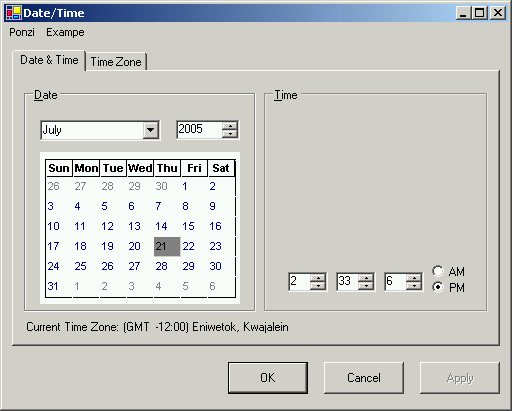 Date/Time
Ponzi Exampe
Date & Time Time Zone
Date Time
July 2005
Sun Mon Tue Wed Thu Fri Sat
26 27 28 29 30 1 2
3 4 5 6 7 8 9
10 11 12 13 14 15 16
17 18 19 20 21 22 23
24 25 26 27 28 29 30
31 1 2 3 4 5 6
2 33 6 AM
PM
Current Time Zone: (GMT -12:00) Eniwetok, Kwajalein
OK Cancel Apply